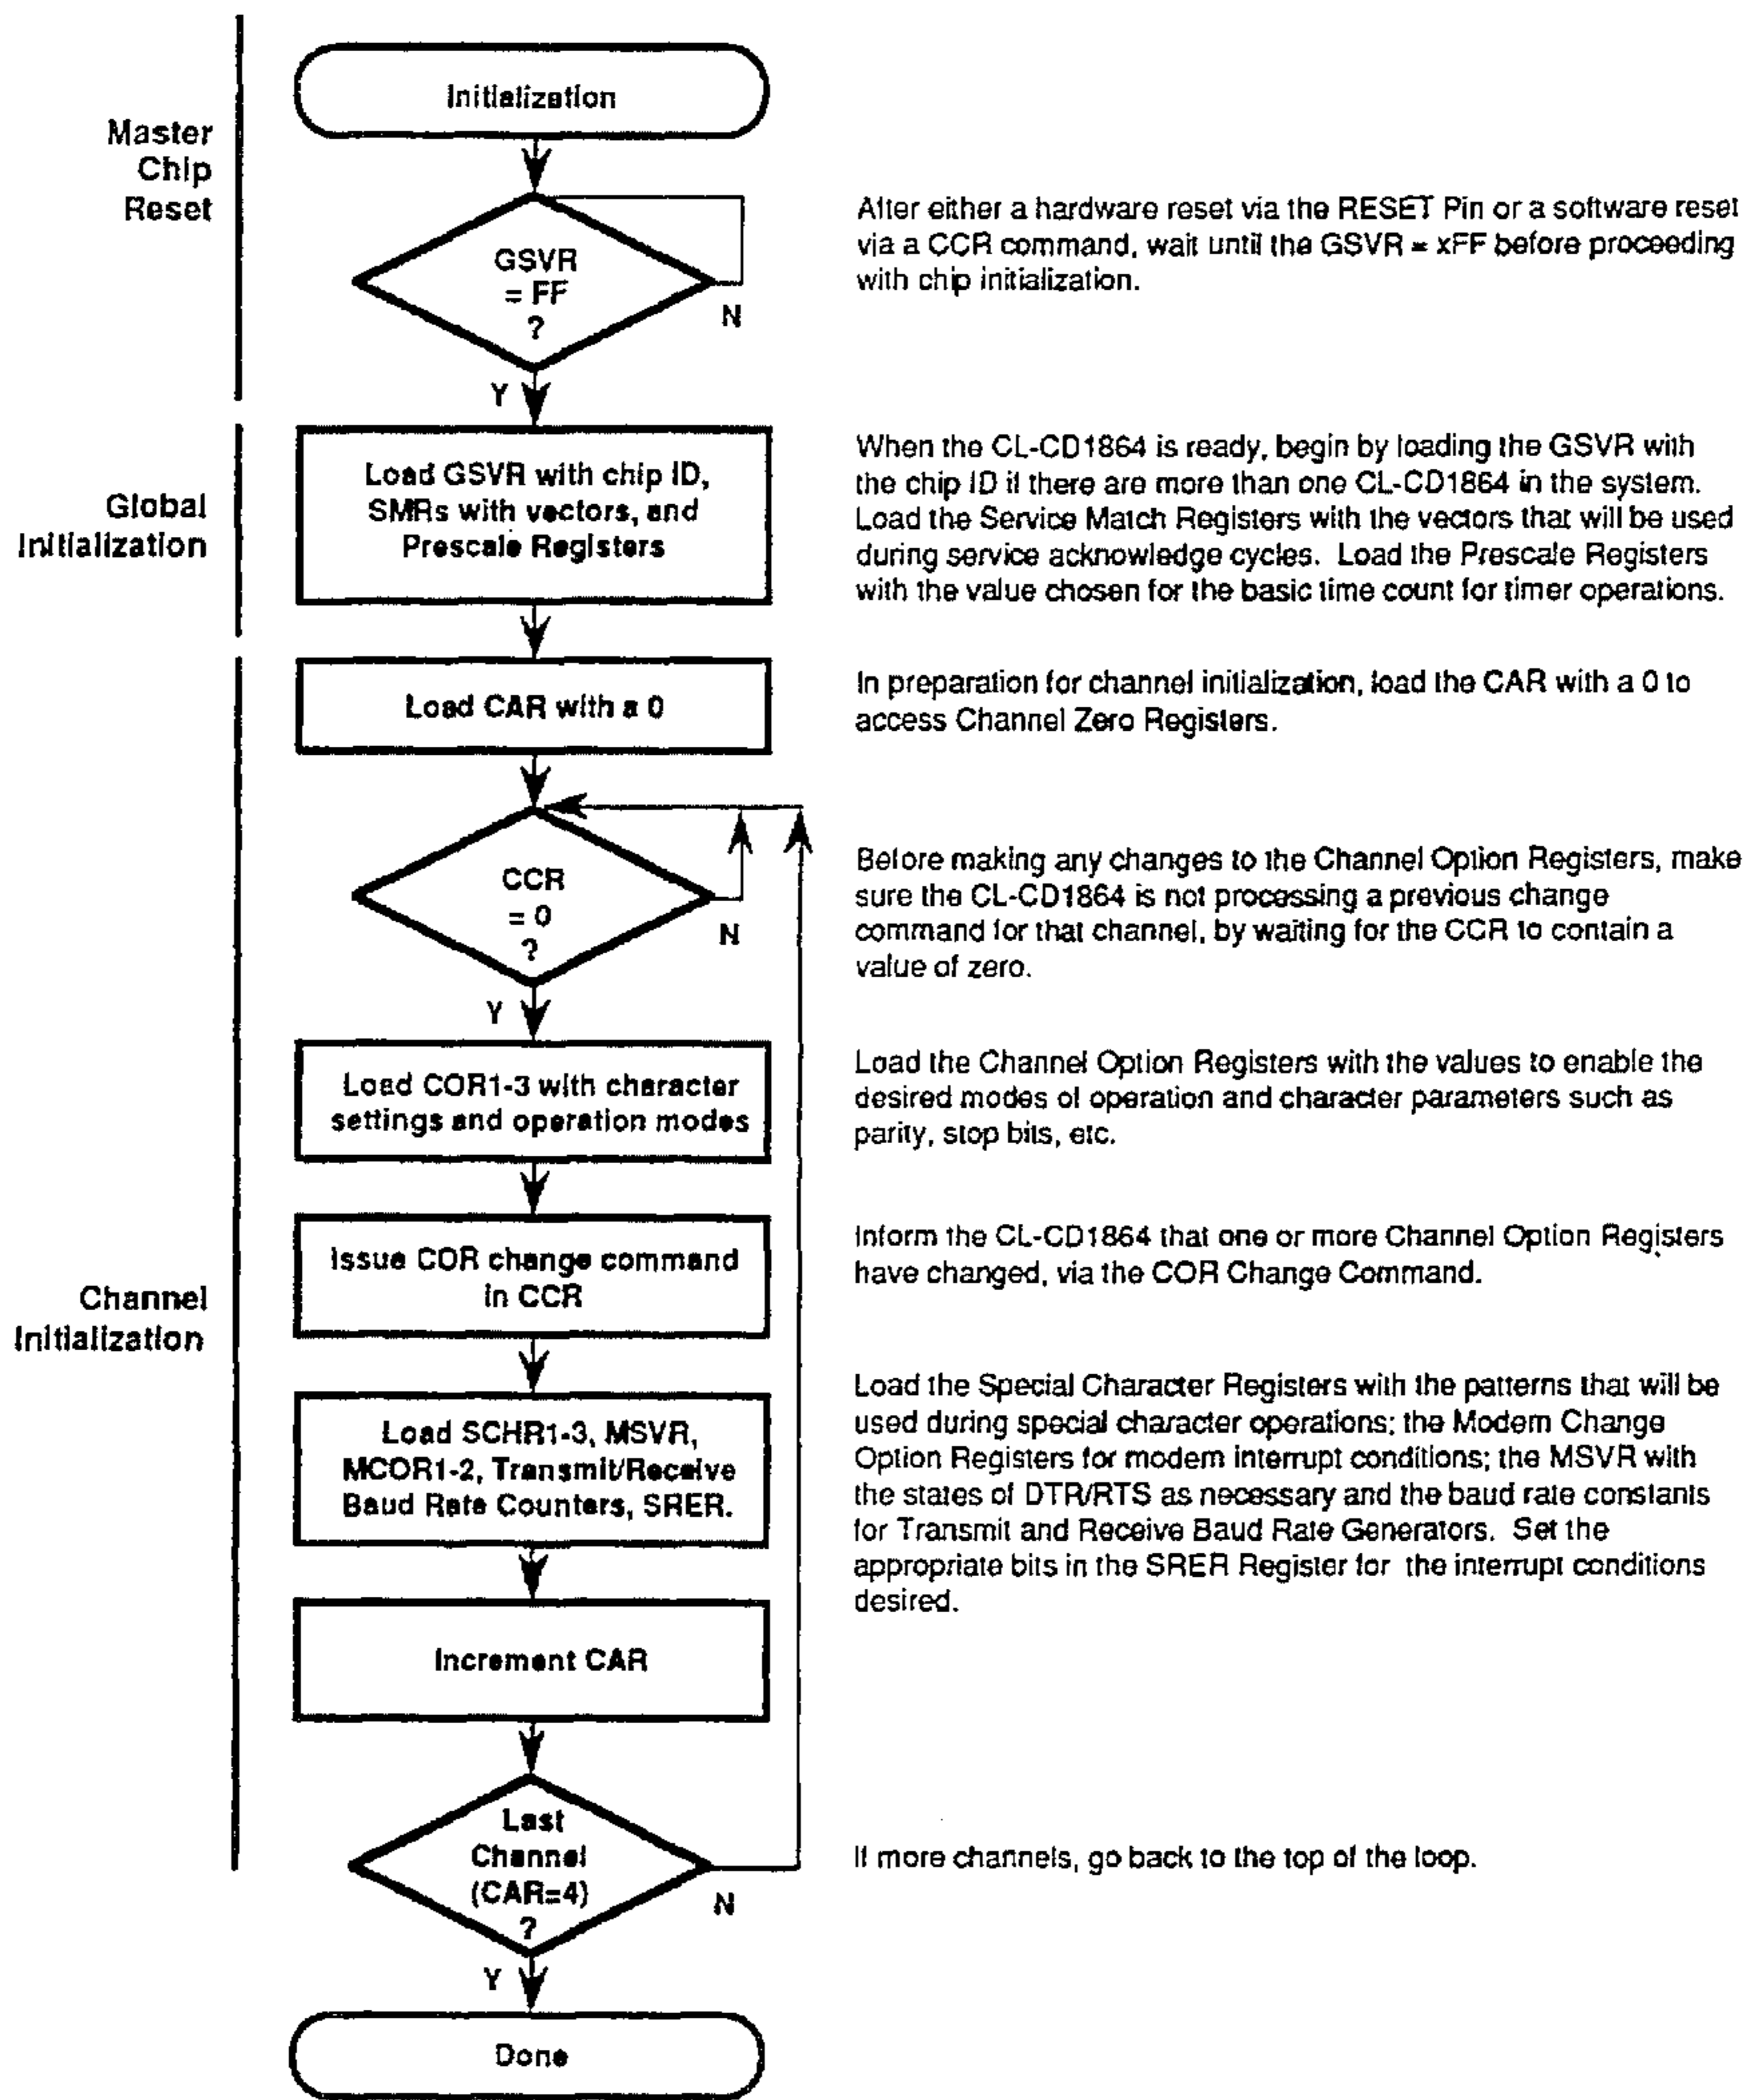 Initialization
Master
Chip
Reset
GSVR
= FF
?
N
Y
After either a hardware reset via the RESET Pin or a software reset
via a CCR command, wait until the GSVR = xFF before proceeding
with chip initialization.
Global
Initialization
Load GSVR with chip ID,
SMRs with vectors, and
Prescale Registers
When the CL-CD1864 is ready, begin by loading the GSVR with
the chip ID if there are more than one CL-CD1864 in the system.
Load the Service Match Registers with the vectors that will be used
during service acknowledge cycles. Load the Prescale Registers
with the value chosen for the basic time count for timer operations.
Load CAR with a 0
In preparation for channel initialization, load the CAR with a 0 to
access Channel Zero Registers.
CCR
= 0
?
N
Y
Before making any changes to the Channel Option Registers, make
sure the CL-CD1864 is not processing a previous change
command for that channel, by waiting for the CCR to contain a
value of zero.
Load COR1-3 with character
settings and operation modes
Load the Channel Option Registers with the values to enable the
desired modes of operation and character parameters such as
parity, stop bits, etc.
Channel
Initialization
Issue COR change command
in CCR
Inform the CL-CD1864 that one or more Channel Option Registers
have changed, via the COR Change Command.
Load SCHR1-3, MSVR,
MCOR1-2, Transmit/Receive
Baud Rate Counters, SRER.
Load the Special Character Registers with the patterns that will be
used during special character operations; the Modem Change
Option Registers for modem interrupt conditions; the MSVR with
the states of DTR/RTS as necessary and the baud rate constants
for Transmit and Receive Baud Rate Generators. Set the
appropriate bits in the SRER Register for the interrupt conditions
desired.
Increment CAR
Last
Channel
(CAR=4)
?
N
Y
If more channels, go back to the top of the loop.
Done